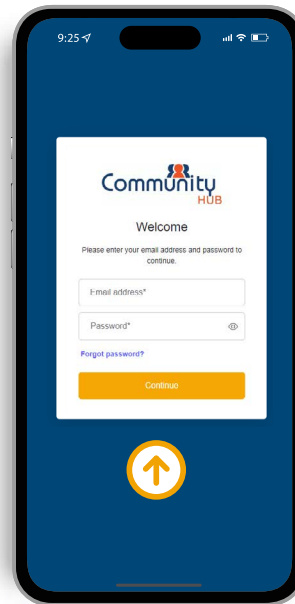 9:25
Community
HUB
Welcome
Please enter your email address and password to
continue.
Email address*
Password*
Forgot password?
Continue